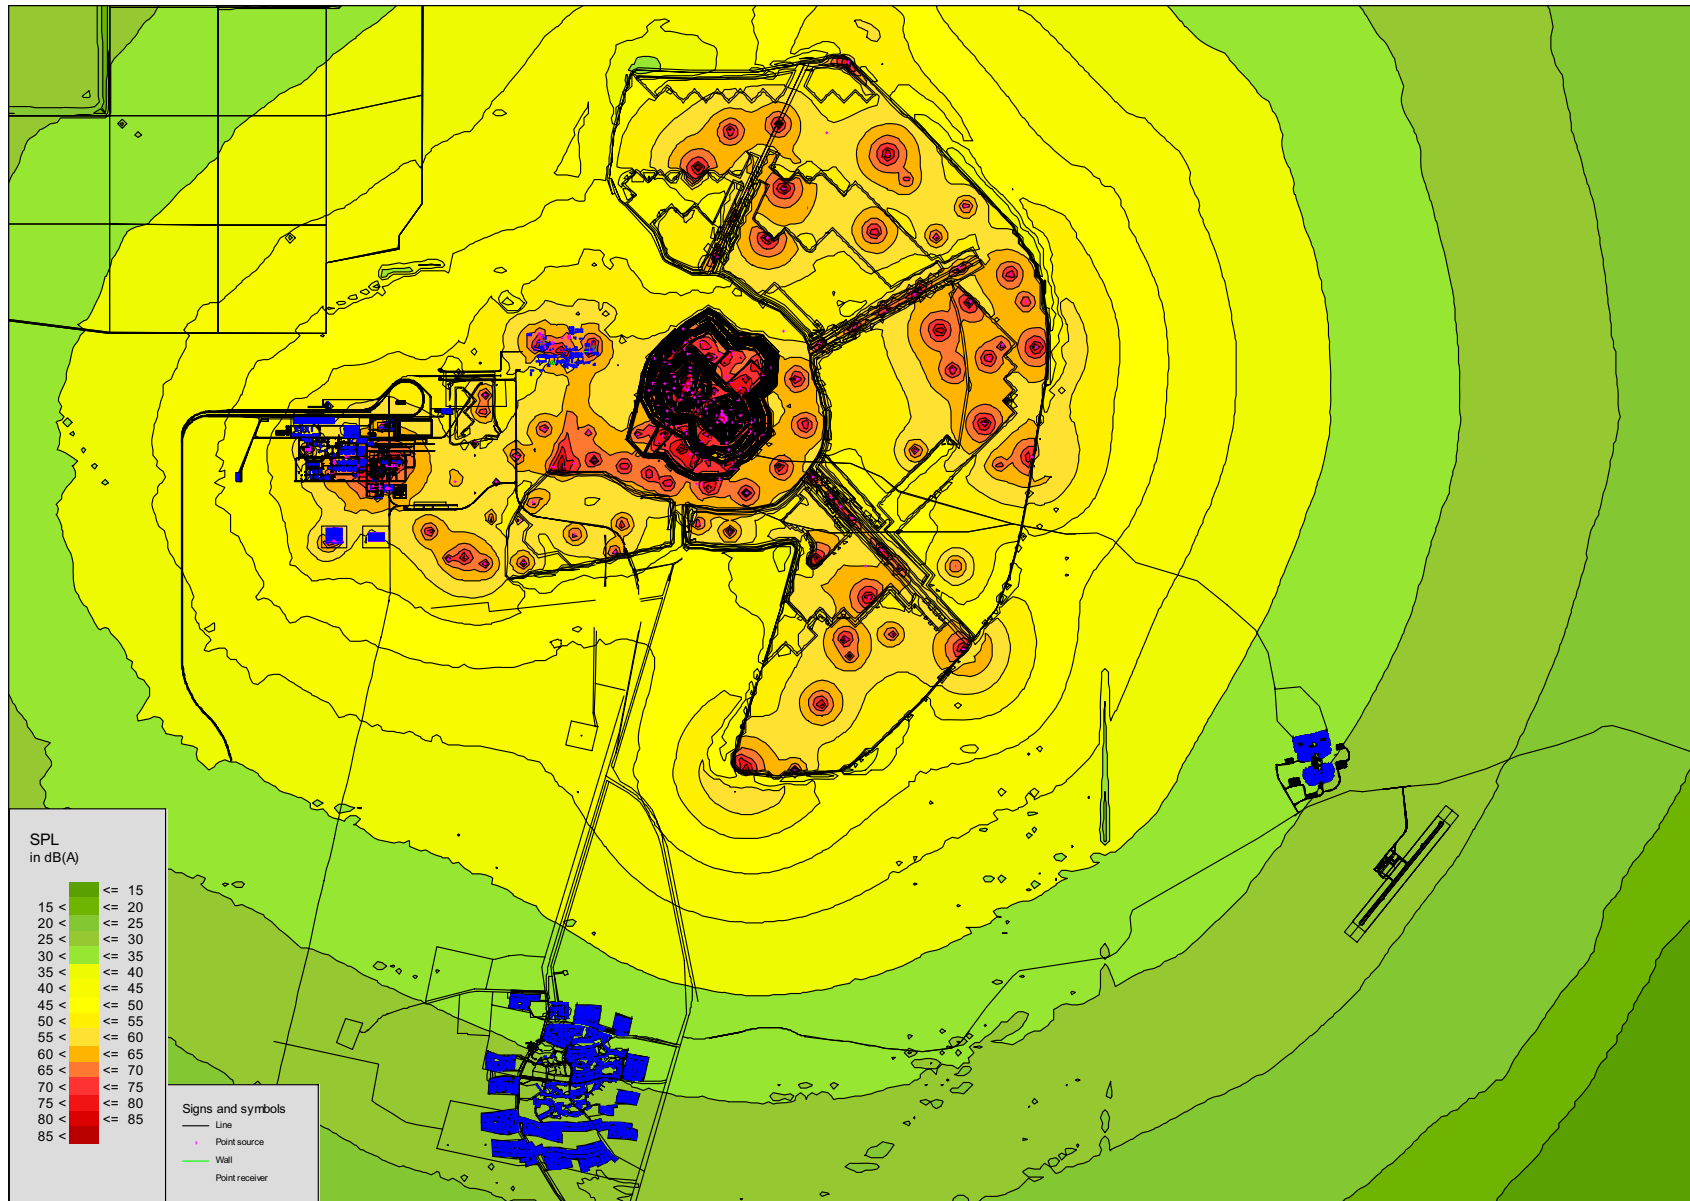 SPL
in dB(A)
<= 15
15 < <= 20
20 < <= 25
25 < <= 30
30 < <= 35
35 < <= 40
40 < <= 45
45 < <= 50
50 < <= 55
55 < <= 60
60 < <= 65
65 < <= 70
70 < <= 75
75 < <= 80
80 < <= 85
85 <
Signs and symbols
Line
Point source
Wall
Point receiver